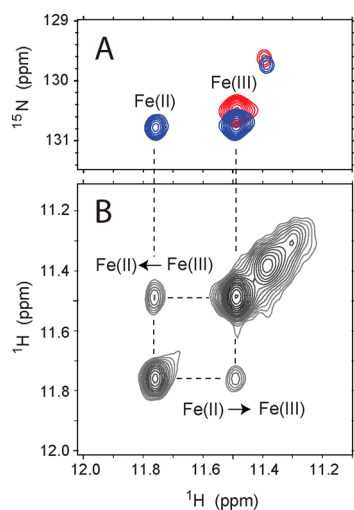 A
129
130
131
¹⁵N (ppm)
Fe(II)
Fe(III)
B
11.2
11.4
11.6
11.8
12.0
¹H (ppm)
Fe(II) ← Fe(III)
Fe(II) → Fe(III)
12.0 11.8 11.6 11.4 11.2
¹H (ppm)